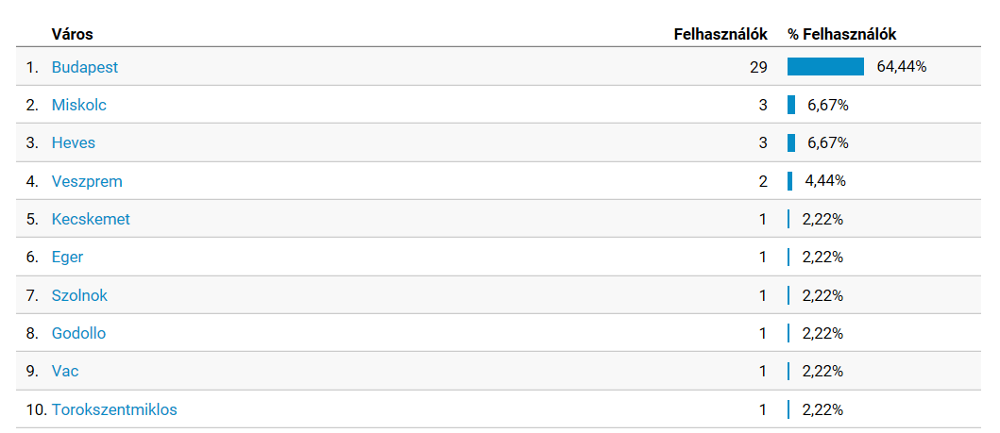 Város Felhasználók % Felhasználók
1. Budapest 29 64,44%
2. Miskolc 3 6,67%
3. Heves 3 6,67%
4. Veszprem 2 4,44%
5. Kecskemet 1 2,22%
6. Eger 1 2,22%
7. Szolnok 1 2,22%
8. Godollo 1 2,22%
9. Vac 1 2,22%
10. Torokszentmiklos 1 2,22%